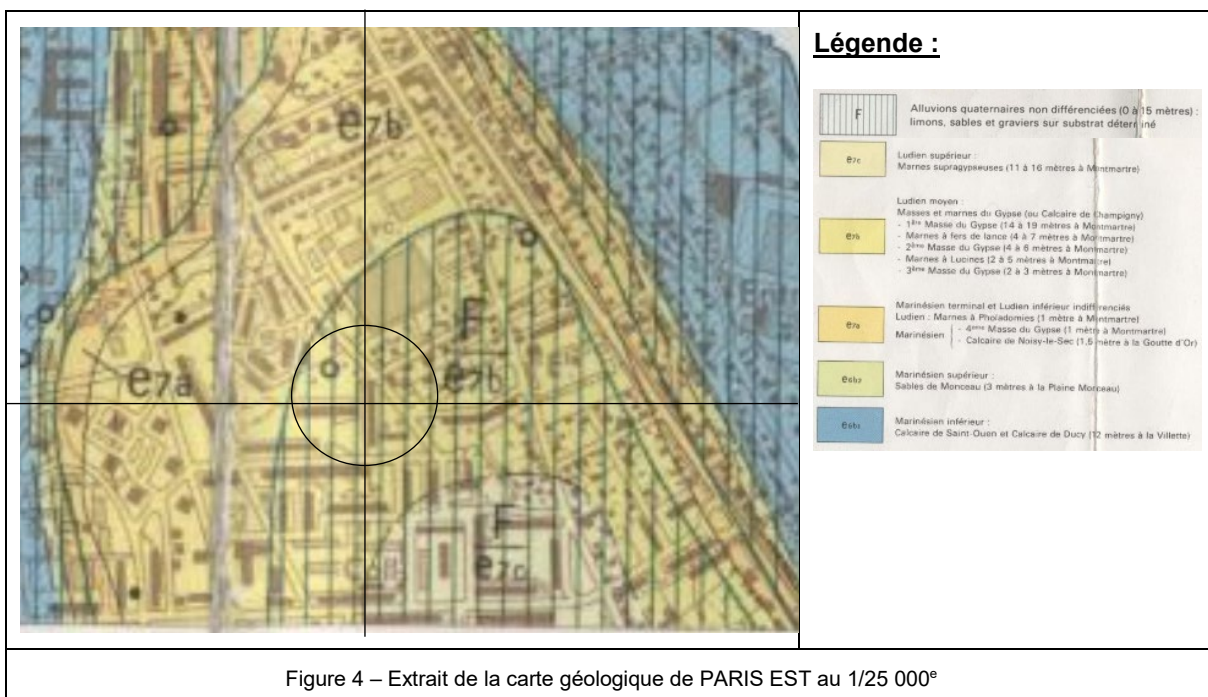 E
e7b
F
e7b
e7a
F
e7c
Légende :
F
Alluvions quaternaires non différenciées (0 à 15 mètres) :
limons, sables et graviers sur substrat déterminé
e7c
Ludien supérieur :
Marnes supragypseuses (11 à 16 mètres à Montmartre)
e7b
Ludien moyen :
Masses et marnes du Gypse (ou Calcaire de Champigny)
- 1ère Masse du Gypse (14 à 19 mètres à Montmartre)
- Marnes à fers de lance (4 à 7 mètres à Montmartre)
- 2ème Masse du Gypse (4 à 6 mètres à Montmartre)
- Marnes à Lucines (2 à 5 mètres à Montmartre)
- 3ème Masse du Gypse (2 à 3 mètres à Montmartre)
e7a
Marinésien terminal et Ludien inférieur indifférenciés
Ludien : Marnes à Pholadomies (1 mètre à Montmartre)
Marinésien
- 4ème Masse du Gypse (1 mètre à Montmartre)
- Calcaire de Noisy-le-Sec (1,5 mètre à la Goutte d'Or)
e6b2
Marinésien supérieur :
Sables de Monceau (3 mètres à la Plaine Monceau)
e6b1
Marinésien inférieur :
Calcaire de Saint-Ouen et Calcaire de Ducy (12 mètres à la Villette)
Figure 4 – Extrait de la carte géologique de PARIS EST au 1/25 000e